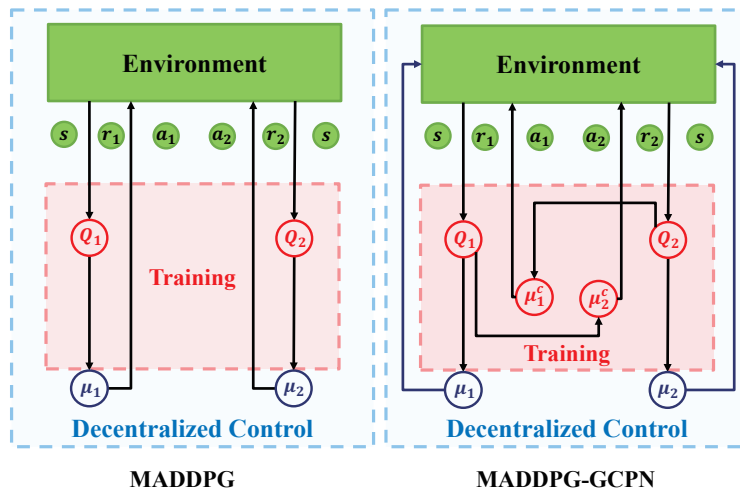 Environment
s r₁ a₁ a₂ r₂ s
Q₁ Q₂
Training
μ₁ μ₂
Decentralized Control
MADDPG
Environment
s r₁ a₁ a₂ r₂ s
Q₁ Q₂
μ₁ᶜ μ₂ᶜ
Training
μ₁ μ₂
Decentralized Control
MADDPG-GCPN